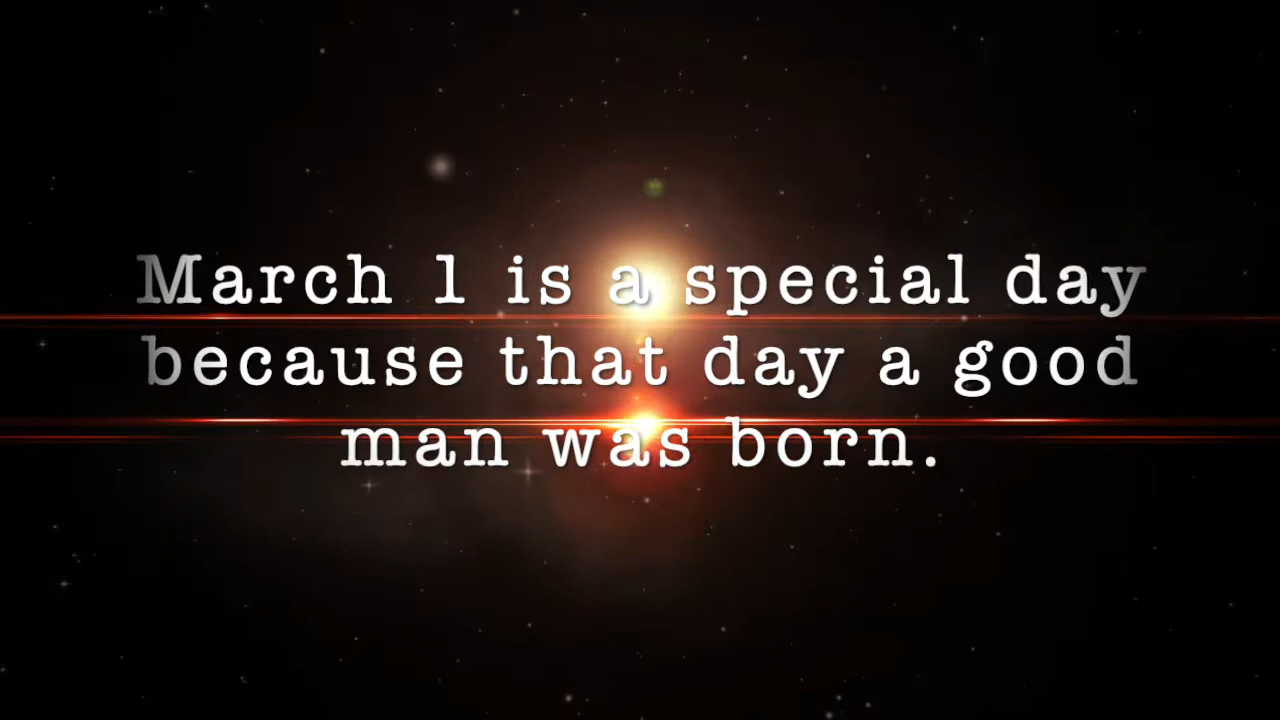 March 1 is a special day
because that day a good
man was born.